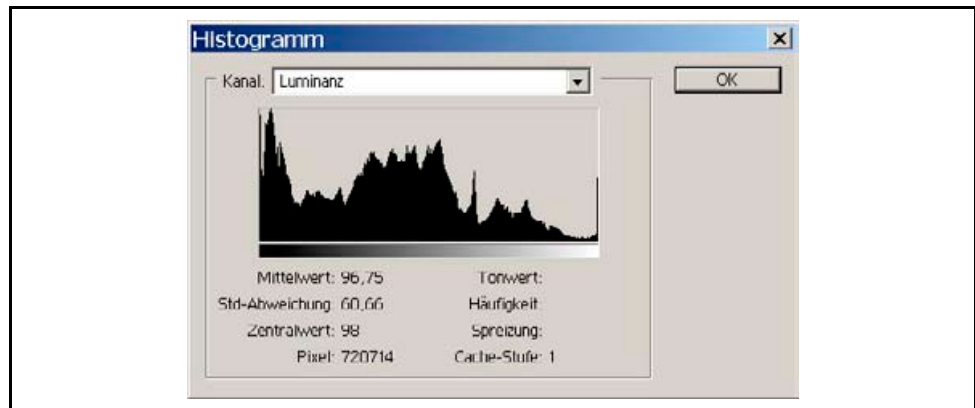 Histogramm
Kanal: Luminanz
OK
Mittelwert: 96,75
Std-Abweichung: 60,66
Zentralwert: 98
Pixel: 720714
Tonwert:
Häufigkeit:
Spreizung:
Cache-Stufe: 1